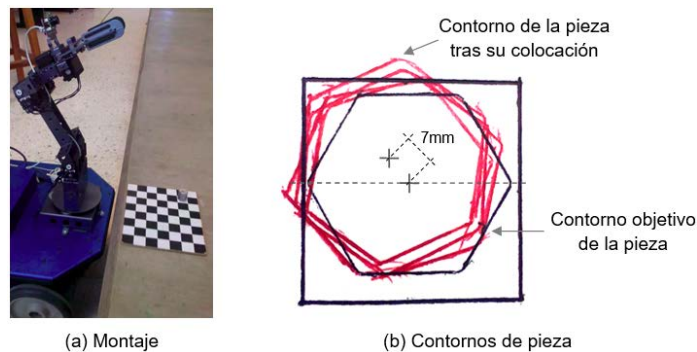 Contorno de la pieza
tras su colocación
7mm
Contorno objetivo
de la pieza
(a) Montaje
(b) Contornos de pieza